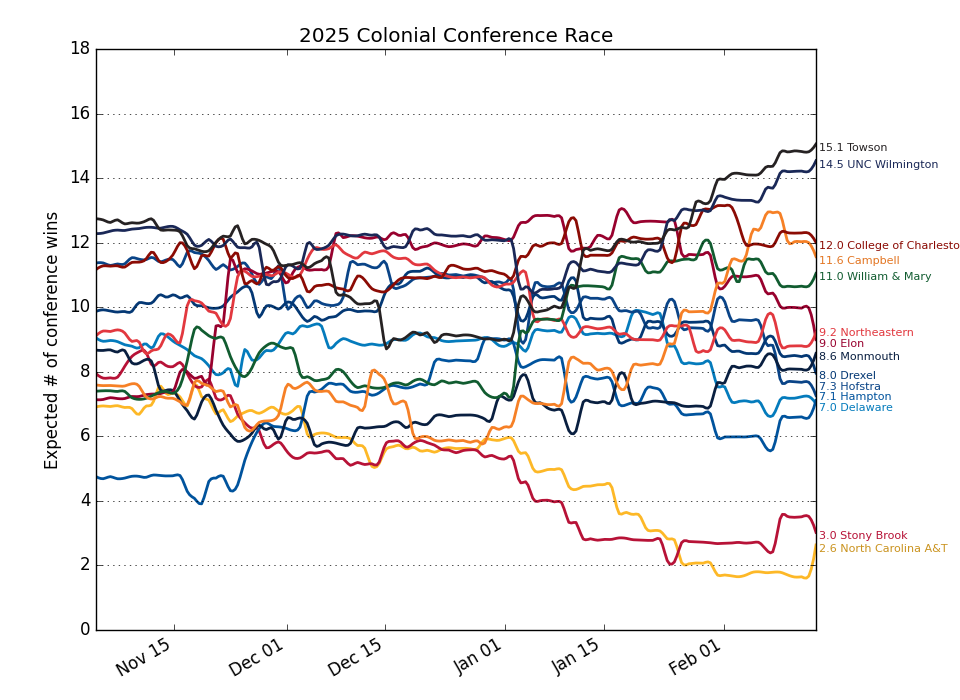 2025 Colonial Conference Race
Expected # of conference wins
18
16
14
12
10
8
6
4
2
0
Nov 15
Dec 01
Dec 15
Jan 01
Jan 15
Feb 01
15.1 Towson
14.5 UNC Wilmington
12.0 College of Charlesto
11.6 Campbell
11.0 William & Mary
9.2 Northeastern
9.0 Elon
8.6 Monmouth
8.0 Drexel
7.3 Hofstra
7.1 Hampton
7.0 Delaware
3.0 Stony Brook
2.6 North Carolina A&T